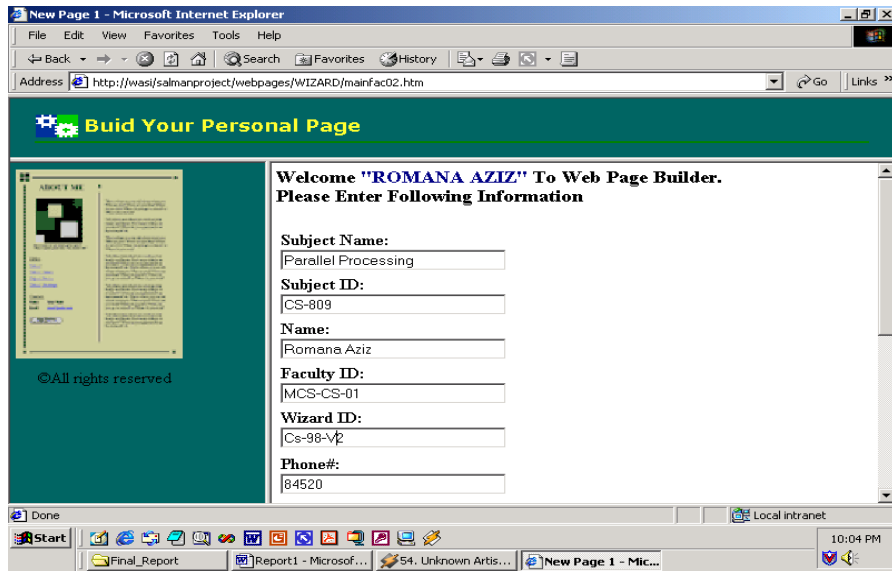 New Page 1 - Microsoft Internet Explorer
File Edit View Favorites Tools Help
Back Search Favorites History
Address http://wasi/salmanproject/webpages/WIZARD/mainfac02.htm Go Links »
Buid Your Personal Page
ABOUT ME
©All rights reserved
Welcome "ROMANA AZIZ" To Web Page Builder.
Please Enter Following Information
Subject Name:
Parallel Processing
Subject ID:
CS-809
Name:
Romana Aziz
Faculty ID:
MCS-CS-01
Wizard ID:
Cs-98-V2
Phone#:
84520
Done Local intranet
Start 10:04 PM
Final_Report Report1 - Microsof... 54. Unknown Artis... New Page 1 - Mic...